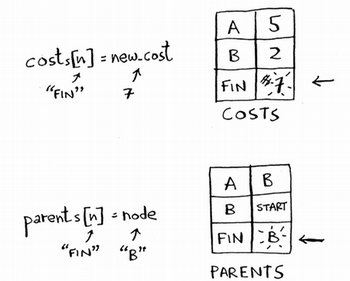 costs[n] = new_cost
"FIN" 7
A 5
B 2
FIN 7
COSTS
parents[n] = node
"FIN" "B"
A B
B START
FIN B
PARENTS